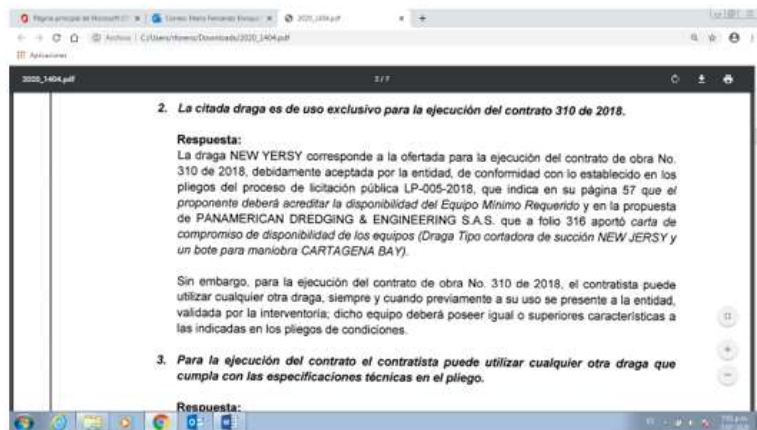 Correo: María Fernanda
2020_1404.pdf
Archivo
Aplicaciones
2020_1404.pdf
2 / 7
2. La citada draga es de uso exclusivo para la ejecución del contrato 310 de 2018.
Respuesta:
La draga NEW YERSY corresponde a la ofertada para la ejecución del contrato de obra No.
310 de 2018, debidamente aceptada por la entidad, de conformidad con lo establecido en los
pliegos del proceso de licitación pública LP-005-2018, que indica en su página 57 que el
proponente deberá acreditar la disponibilidad del Equipo Mínimo Requerido y en la propuesta
de PANAMERICAN DREDGING & ENGINEERING S.A.S. que a folio 316 aportó carta de
compromiso de disponibilidad de los equipos (Draga Tipo cortadora de succión NEW JERSY y
un bote para maniobra CARTAGENA BAY).
Sin embargo, para la ejecución del contrato de obra No. 310 de 2018, el contratista puede
utilizar cualquier otra draga, siempre y cuando previamente a su uso se presente a la entidad,
validada por la interventoría; dicho equipo deberá poseer igual o superiores características a
las indicadas en los pliegos de condiciones.
3. Para la ejecución del contrato el contratista puede utilizar cualquier otra draga que
cumpla con las especificaciones técnicas en el pliego.
Respuesta: